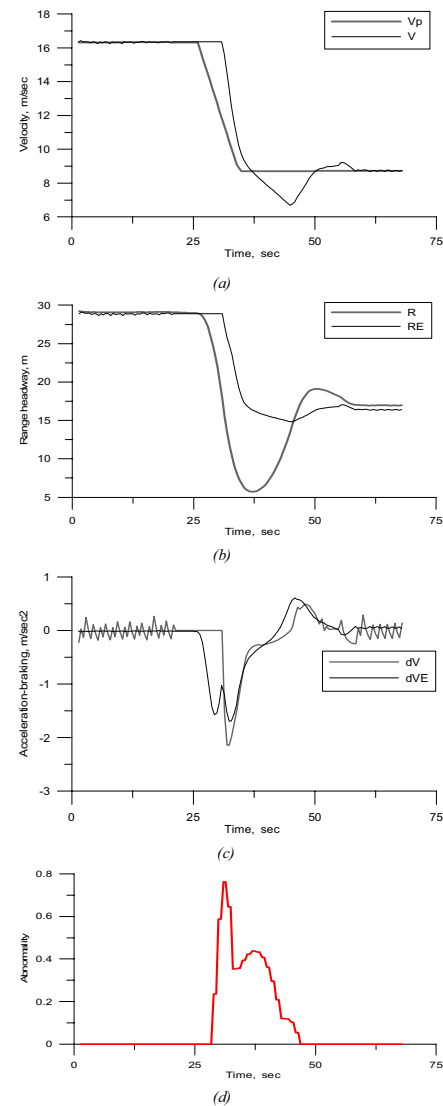 18
16
14
12
10
8
6
Velocity, m/sec
Vp
V
0
25
50
75
Time, sec
(a)
30
25
20
15
10
5
Range headway, m
R
RE
0
25
50
75
Time, sec
(b)
1
0
-1
-2
-3
Acceleration-braking, m/sec2
dV
dVE
0
25
50
75
Time, sec
(c)
0.8
0.6
0.4
0.2
0
Abnormality
0
25
50
75
Time, sec
(d)